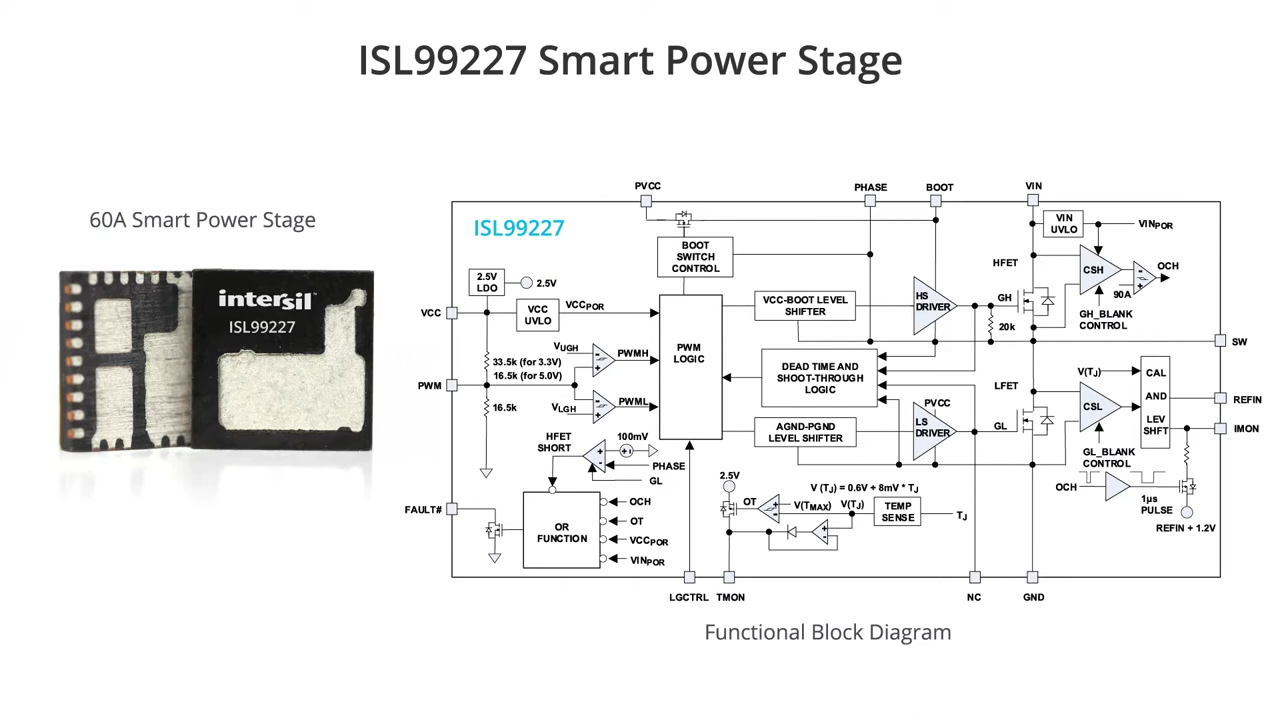 ISL99227 Smart Power Stage
60A Smart Power Stage
intersil™
ISL99227
PVCC
PHASE
BOOT
VIN
ISL99227
BOOT
SWITCH
CONTROL
VIN
UVLO
VINPOR
HFET
CSH
OCH
90A
GH_BLANK
CONTROL
2.5V
LDO
2.5V
VCC
VCC
UVLO
VCCPOR
VCC-BOOT LEVEL
SHIFTER
HS
DRIVER
GH
20k
SW
PWM
LOGIC
VUGH
PWMH
33.5k (for 3.3V)
16.5k (for 5.0V)
PWM
16.5k
VLGH
PWML
DEAD TIME AND
SHOOT-THROUGH
LOGIC
LFET
V(TJ)
CAL
AND
LEV
SHFT
CSL
REFIN
IMON
PVCC
LS
DRIVER
GL
AGND-PGND
LEVEL SHIFTER
GL_BLANK
CONTROL
HFET
SHORT
100mV
PHASE
GL
OCH
1µs
PULSE
REFIN + 1.2V
2.5V
V (TJ) = 0.6V + 8mV * TJ
OT
V(TMAX)
V(TJ)
TEMP
SENSE
TJ
FAULT#
OR
FUNCTION
OCH
OT
VCCPOR
VINPOR
LGCTRL
TMON
NC
GND
Functional Block Diagram